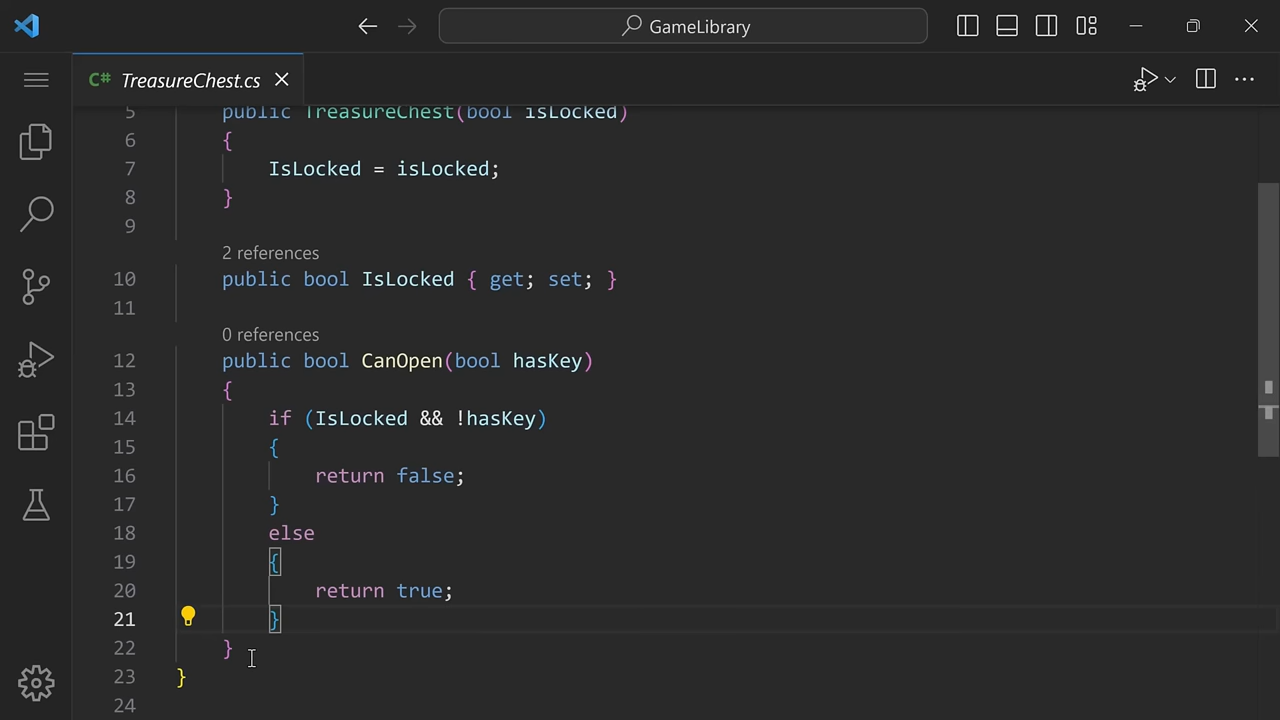 GameLibrary
C# TreasureChest.cs
5 public TreasureChest(bool isLocked)
6 {
7 IsLocked = isLocked;
8 }
9
2 references
10 public bool IsLocked { get; set; }
11
0 references
12 public bool CanOpen(bool hasKey)
13 {
14 if (IsLocked && !hasKey)
15 {
16 return false;
17 }
18 else
19 {
20 return true;
21 }
22 }
23 }
24